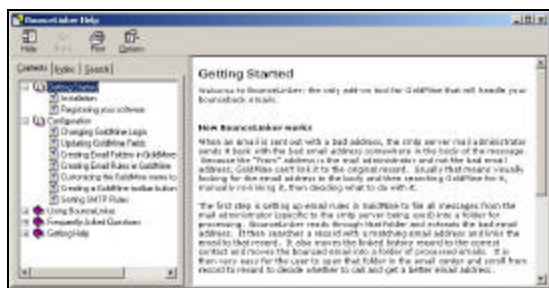 BounceLinker Help
Hide
Back
Print
Options
Contents
Index
Search
Getting Started
Installation
Registering your software
Configuration
Changing GoldMine Login
Updating GoldMine Fields
Creating Email Folders in GoldMine
Creating Email Rules in GoldMine
Customizing the GoldMine menu to
Creating a GoldMine toolbar button
Sorting SMTP Rules
Using BounceLinker
Frequently Asked Questions
Getting Help
Getting Started
Welcome to BounceLinker: the only add-on tool for GoldMine that will handle your
bounceback emails.
How BounceLinker works
When an email is sent out with a bad address, the smtp server mail administrator
sends it back with the bad email address somewhere in the body of the message.
Because the "From" address is the mail administrator and not the bad email
address, GoldMine can't link it to the original record. Usually that means visually
looking for the email address in the body and then searching GoldMine for it,
manually re-linking it, then deciding what to do with it.
The first step is setting up email rules in GoldMine to file all messages from the
mail administrator (specific to the smtp server being used) into a folder for
processing. BounceLinker reads through that folder and extracts the bad email
address. It then searches a record with a matching email address and links the
email to that record. It also moves the linked history record to the correct
contact and moves the bounced email into a folder of processed emails. It is
then very easy for the user to open that folder in the email center and scroll from
record to record to decide whether to call and get a better email address.